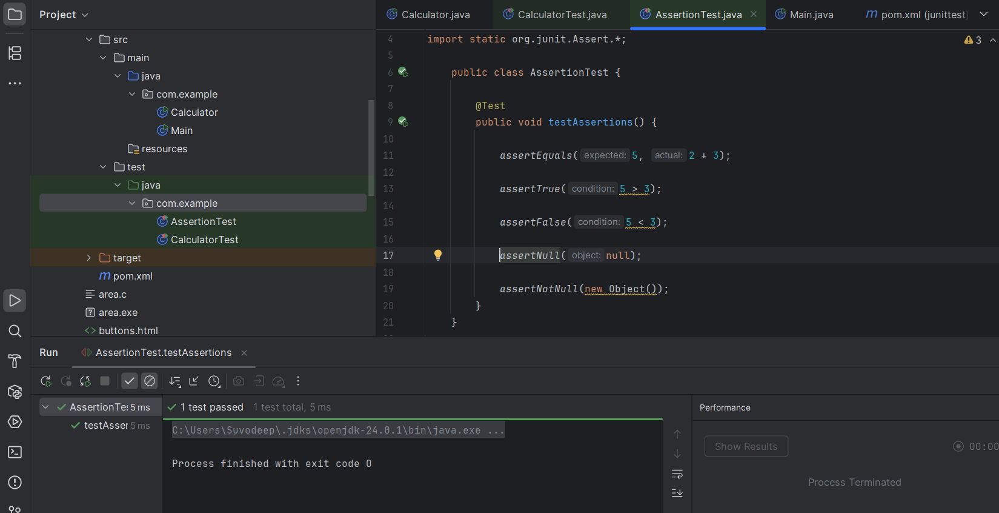 Project
Calculator.java
CalculatorTest.java
AssertionTest.java
Main.java
m pom.xml (junittest)
src
main
java
com.example
Calculator
Main
resources
test
java
com.example
AssertionTest
CalculatorTest
target
m pom.xml
area.c
area.exe
<> buttons.html
3
4 import static org.junit.Assert.*;
5
6 public class AssertionTest {
7
8 @Test
9 public void testAssertions() {
10
11 assertEquals( expected: 5, actual: 2 + 3);
12
13 assertTrue( condition: 5 > 3);
14
15 assertFalse( condition: 5 < 3);
16
17 assertNull( object: null);
18
19 assertNotNull(new Object());
20 }
21 }
Run
AssertionTest.testAssertions
AssertionTes 5 ms
testAsser 5 ms
1 test passed 1 test total, 5 ms
C:\Users\Suvodeep\.jdks\openjdk-24.0.1\bin\java.exe ...
Process finished with exit code 0
Performance
Show Results
00:00
Process Terminated